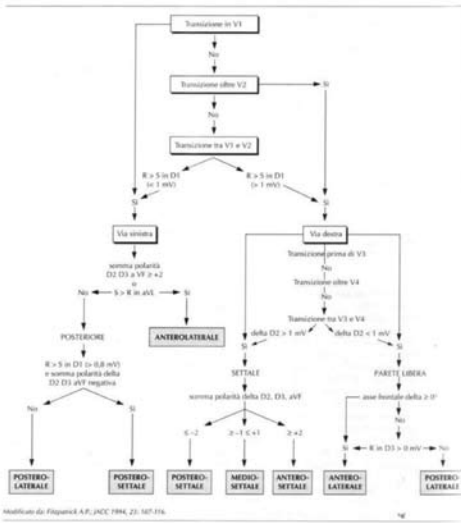 Transizione in V1
No
Transizione oltre V2
Sì
No
Transizione tra V1 e V2
R > S in D1
(< 1 mV)
R > S in D1
(> 1 mV)
Sì
Sì
Via sinistra
Via destra
somma polarità
D2 D3 a VF ≥ +2
o
S > R in aVL
No
Sì
Transizione prima di V3
No
Transizione oltre V4
No
Transizione tra V3 e V4
POSTERIORE
ANTEROLATERALE
delta D2 > 1 mV
delta D2 < 1 mV
Sì
Sì
R > S in D1 (> 0,8 mV)
e somma polarità della
D2 D3 aVF negativa
SETTALE
PARETE LIBERA
somma polarità delta D2, D3, aVF
asse frontale delta ≥ 0°
No
Sì
≤ –2
≥ –1 ≤ +1
≥ +2
No
Sì
R in D3 > 0 mV
No
POSTERO-
LATERALE
POSTERO-
SETTALE
POSTERO-
SETTALE
MEDIO-
SETTALE
ANTERO-
SETTALE
ANTERO-
LATERALE
POSTERO-
LATERALE
Modificato da: Fitzpatrick A.P., JACC 1994, 23: 107-116.